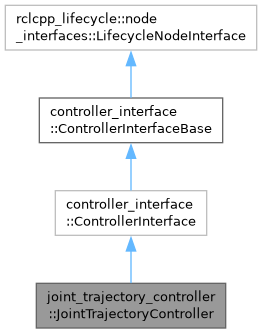 rclcpp_lifecycle::node
_interfaces::LifecycleNodeInterface
controller_interface
::ControllerInterfaceBase
controller_interface
::ControllerInterface
joint_trajectory_controller
::JointTrajectoryController